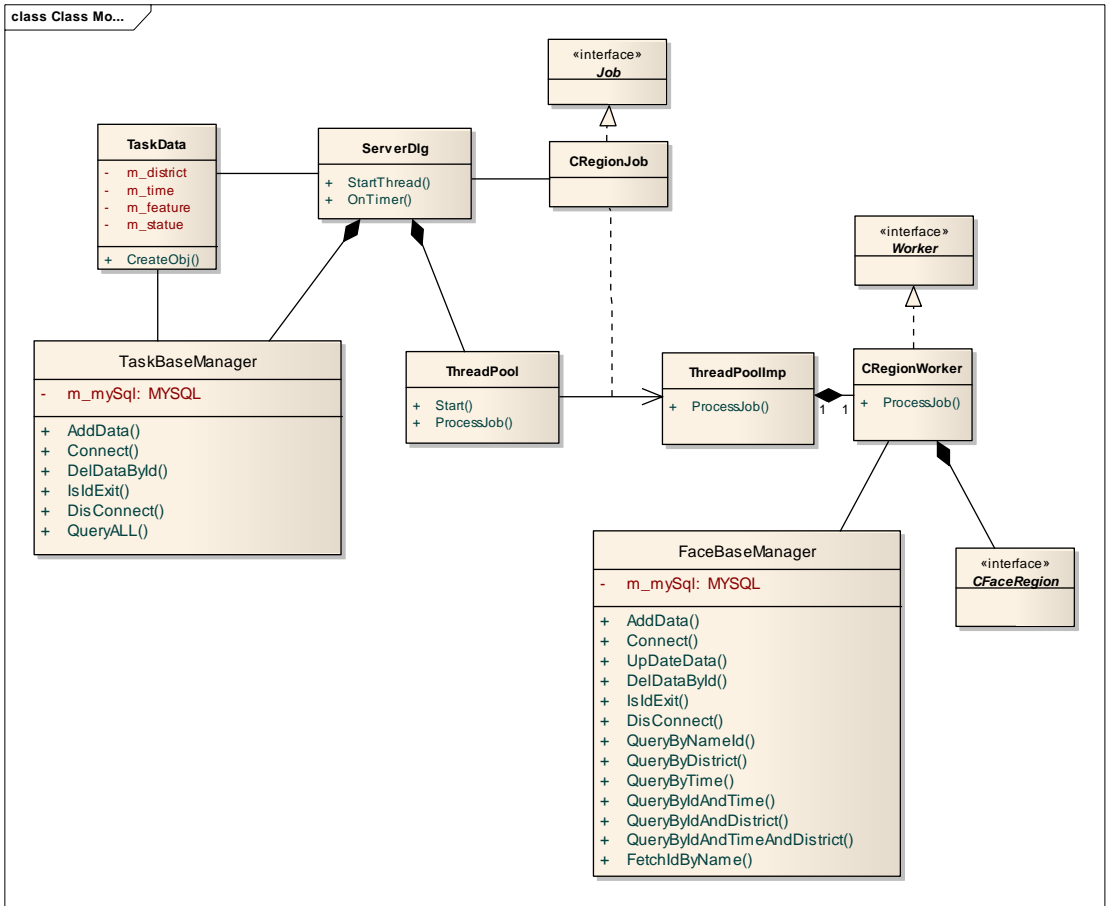 class Class Mo...
«interface»
Job
TaskData
- m_district
- m_time
- m_feature
- m_statue
+ CreateObj()
ServerDlg
+ StartThread()
+ OnTimer()
CRegionJob
«interface»
Worker
TaskBaseManager
- m_mySql: MYSQL
+ AddData()
+ Connect()
+ DelDataById()
+ IsIdExit()
+ DisConnect()
+ QueryALL()
ThreadPool
+ Start()
+ ProcessJob()
ThreadPoolImp
+ ProcessJob()
1
1
CRegionWorker
+ ProcessJob()
FaceBaseManager
- m_mySql: MYSQL
+ AddData()
+ Connect()
+ UpDateData()
+ DelDataById()
+ IsIdExit()
+ DisConnect()
+ QueryByNameId()
+ QueryByDistrict()
+ QueryByTime()
+ QueryByIdAndTime()
+ QueryByIdAndDistrict()
+ QueryByIdAndTimeAndDistrict()
+ FetchIdByName()
«interface»
CFaceRegion